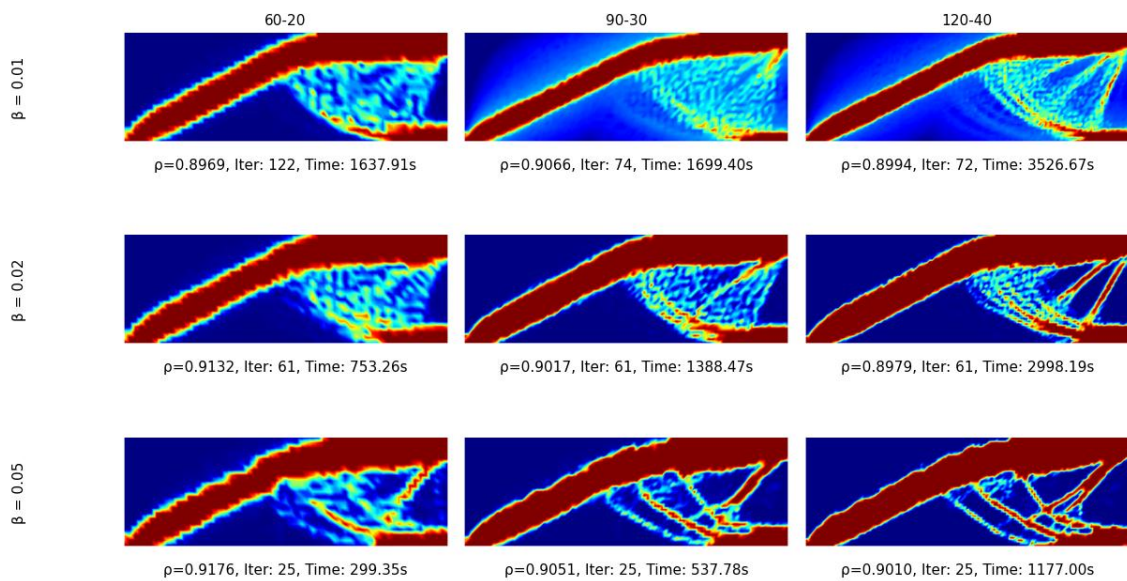 60-20 90-30 120-40
β = 0.01
ρ=0.8969, Iter: 122, Time: 1637.91s ρ=0.9066, Iter: 74, Time: 1699.40s ρ=0.8994, Iter: 72, Time: 3526.67s
β = 0.02
ρ=0.9132, Iter: 61, Time: 753.26s ρ=0.9017, Iter: 61, Time: 1388.47s ρ=0.8979, Iter: 61, Time: 2998.19s
β = 0.05
ρ=0.9176, Iter: 25, Time: 299.35s ρ=0.9051, Iter: 25, Time: 537.78s ρ=0.9010, Iter: 25, Time: 1177.00s